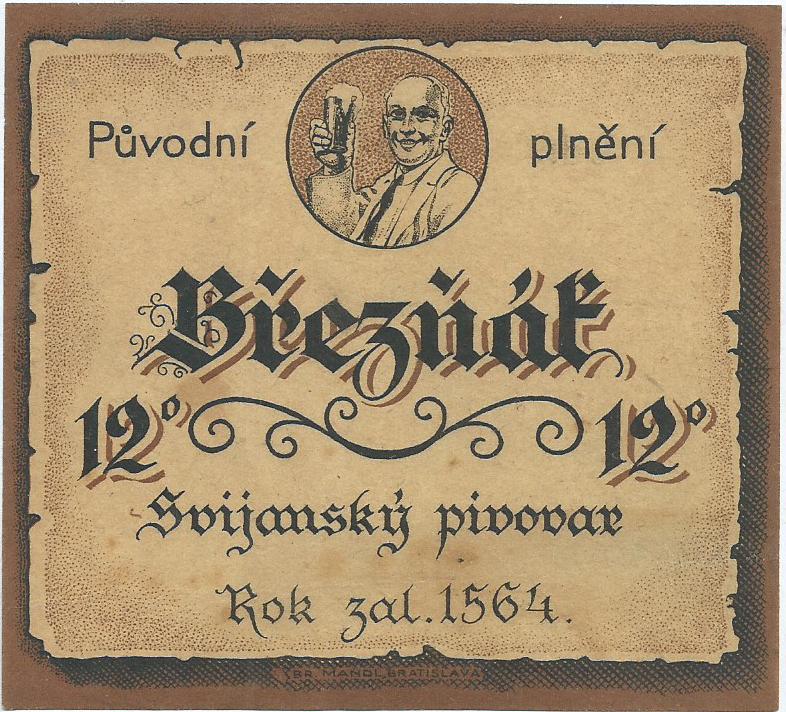 Původní plnění
Březňák
12° 12°
Svijanský pivovar
Rok zal. 1564.
BR. MANDL, BRATISLAVA